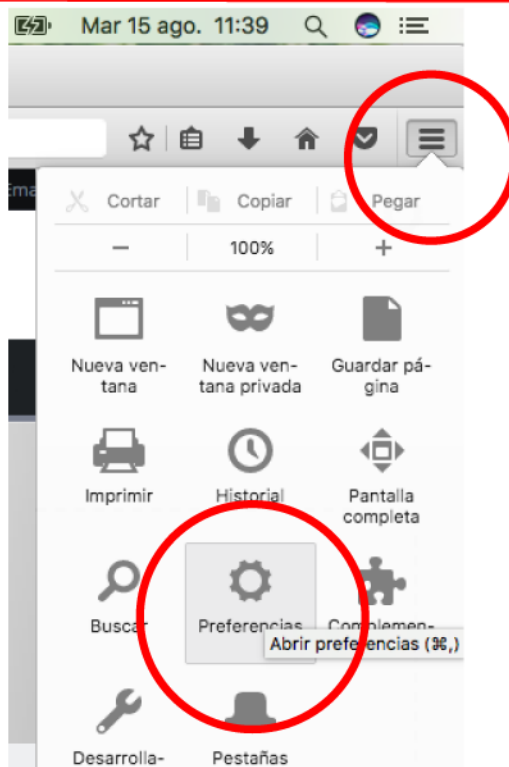 Mar 15 ago. 11:39
Ema
Cortar Copiar Pegar
− 100% +
Nueva ven-
tana
Nueva ven-
tana privada
Guardar pá-
gina
Imprimir
Historial
Pantalla
completa
Buscar
Preferencias
Complemen-
Abrir preferencias (⌘,)
Desarrolla-
Pestañas